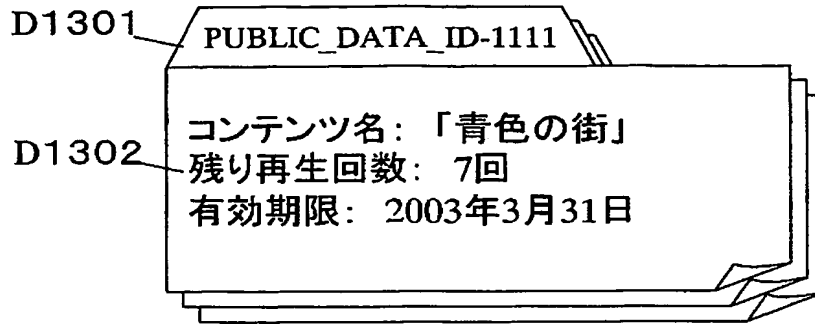 D1301
PUBLIC_DATA_ID-1111
コンテンツ名: 「青色の街」
D1302
残り再生回数: 7回
有効期限: 2003年3月31日